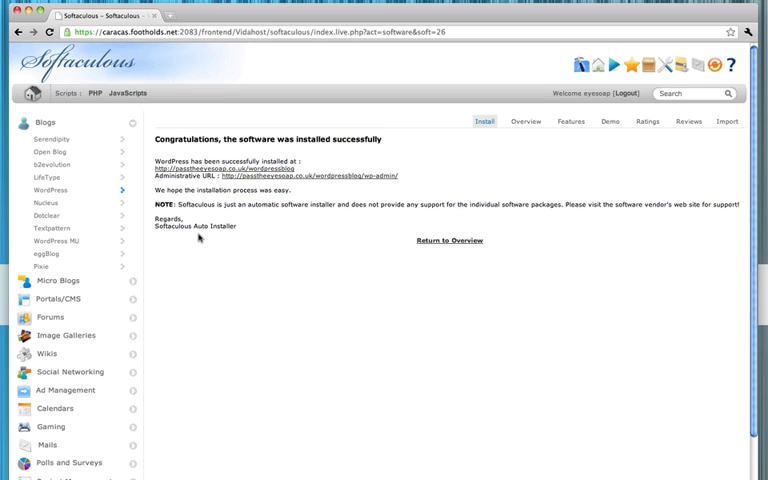 Softaculous - Softaculous -
https://caracas.footholds.net:2083/frontend/Vidahost/softaculous/index.live.php?act=software&soft=26
Softaculous
Scripts : PHP JavaScripts
Welcome eyesoap [Logout]
Search
Blogs
Serendipity
Open Blog
b2evolution
LifeType
WordPress
Nucleus
Dotclear
Textpattern
WordPress MU
eggBlog
Pixie
Micro Blogs
Portals/CMS
Forums
Image Galleries
Wikis
Social Networking
Ad Management
Calendars
Gaming
Mails
Polls and Surveys
Install Overview Features Demo Ratings Reviews Import
Congratulations, the software was installed successfully
WordPress has been successfully installed at :
http://passtheeyesoap.co.uk/wordpressblog
Administrative URL : http://passtheeyesoap.co.uk/wordpressblog/wp-admin/
We hope the installation process was easy.
NOTE: Softaculous is just an automatic software installer and does not provide any support for the individual software packages. Please visit the software vendor's web site for support!
Regards,
Softaculous Auto Installer
Return to Overview